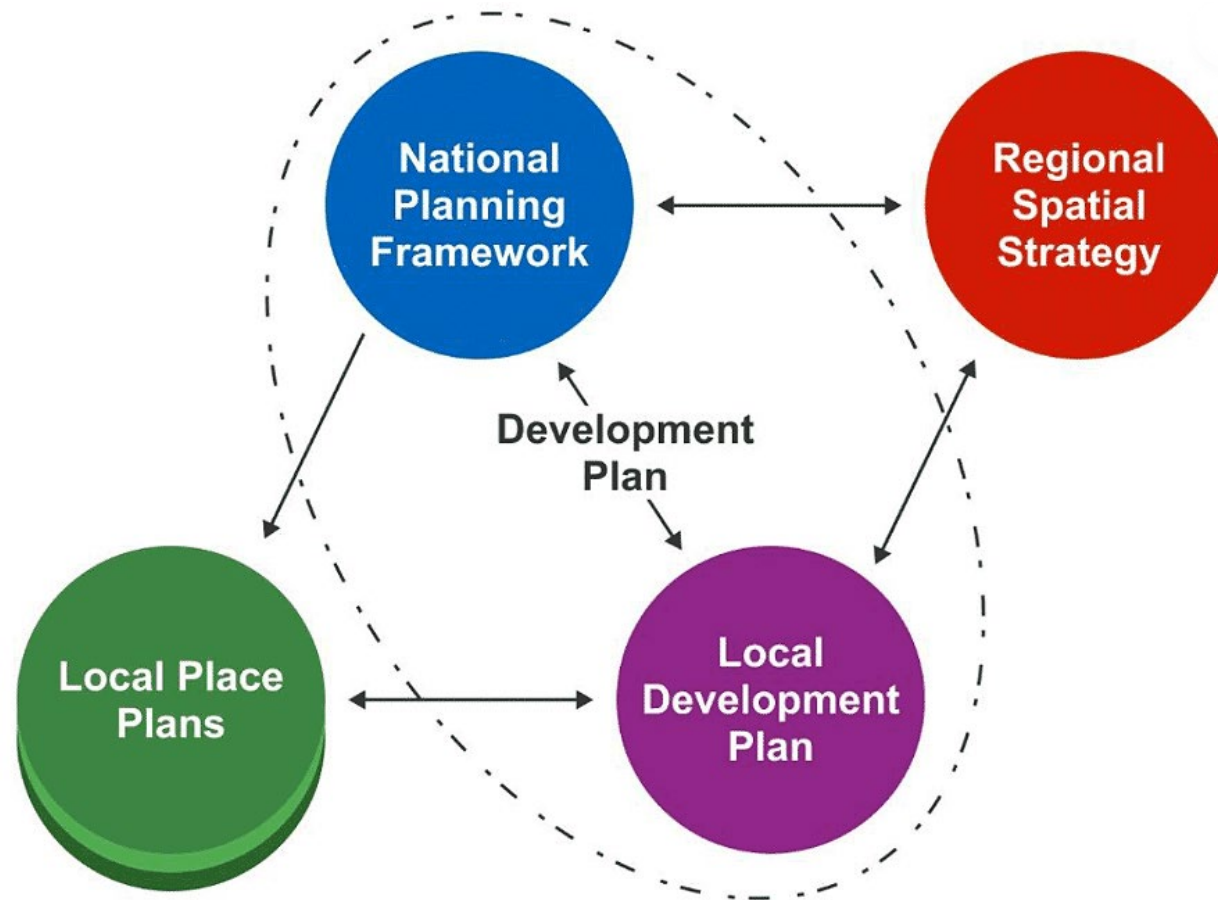 National
Planning
Framework
Regional
Spatial
Strategy
Development
Plan
Local Place
Plans
Local
Development
Plan